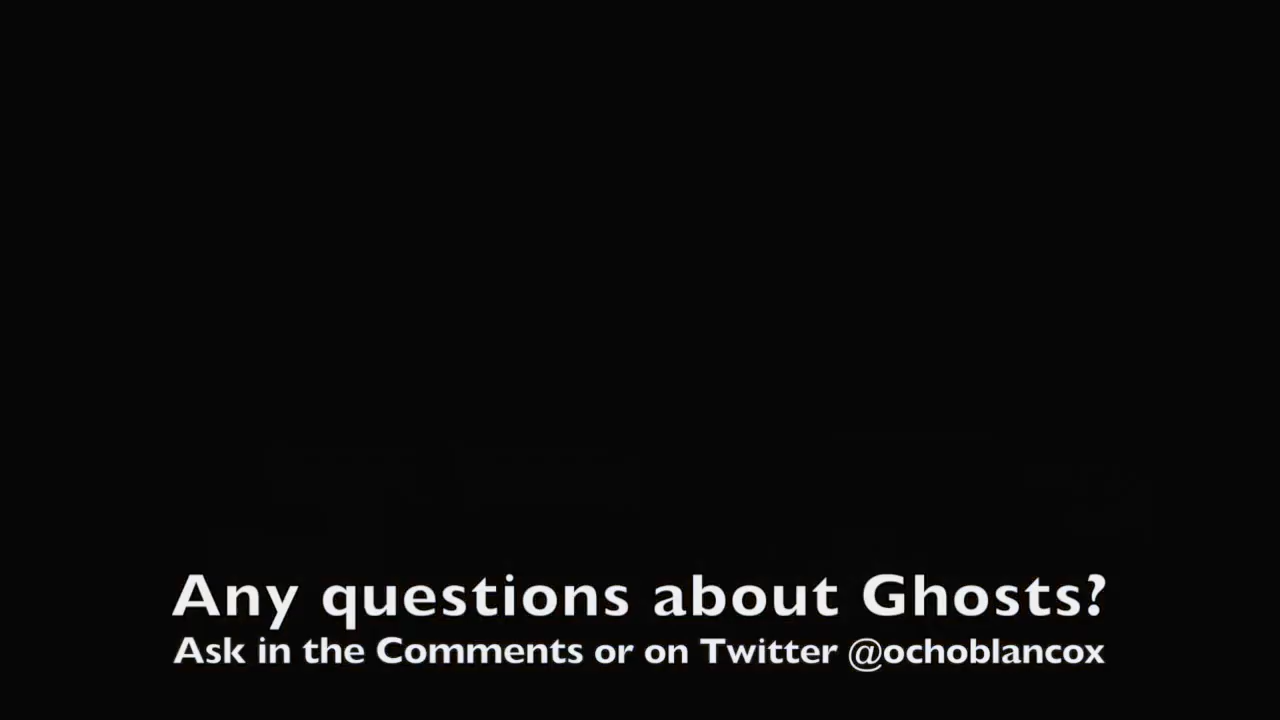 Any questions about Ghosts?
Ask in the Comments or on Twitter @ochoblancox